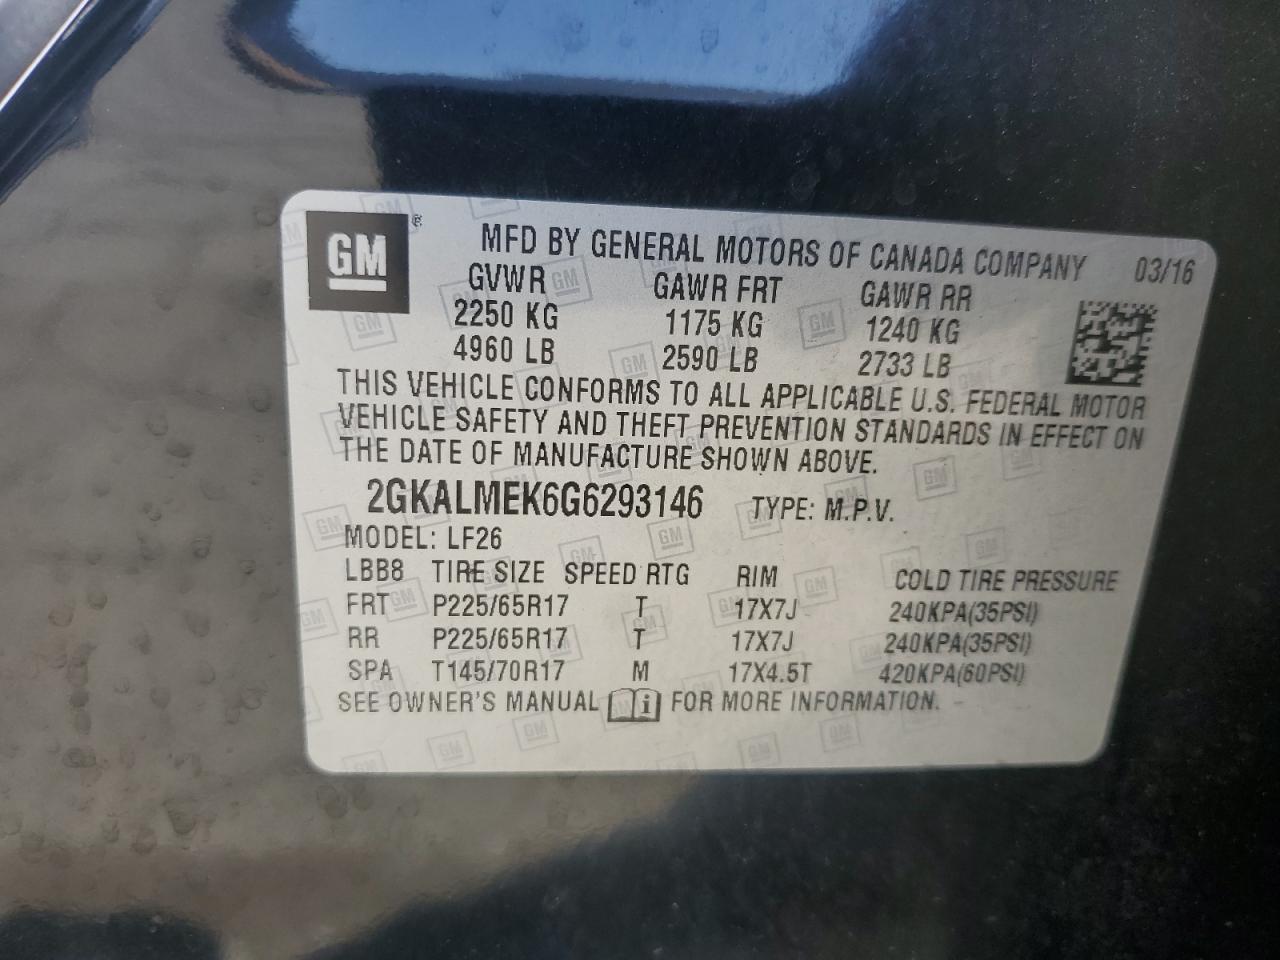 GM ®
MFD BY GENERAL MOTORS OF CANADA COMPANY 03/16
GVWR GAWR FRT GAWR RR
2250 KG 1175 KG 1240 KG
4960 LB 2590 LB 2733 LB
THIS VEHICLE CONFORMS TO ALL APPLICABLE U.S. FEDERAL MOTOR
VEHICLE SAFETY AND THEFT PREVENTION STANDARDS IN EFFECT ON
THE DATE OF MANUFACTURE SHOWN ABOVE.
2GKALMEK6G6293146 TYPE: M.P.V.
MODEL: LF26
LBB8 TIRE SIZE SPEED RTG RIM COLD TIRE PRESSURE
FRT P225/65R17 T 17X7J 240KPA(35PSI)
RR P225/65R17 T 17X7J 240KPA(35PSI)
SPA T145/70R17 M 17X4.5T 420KPA(60PSI)
SEE OWNER'S MANUAL i FOR MORE INFORMATION.